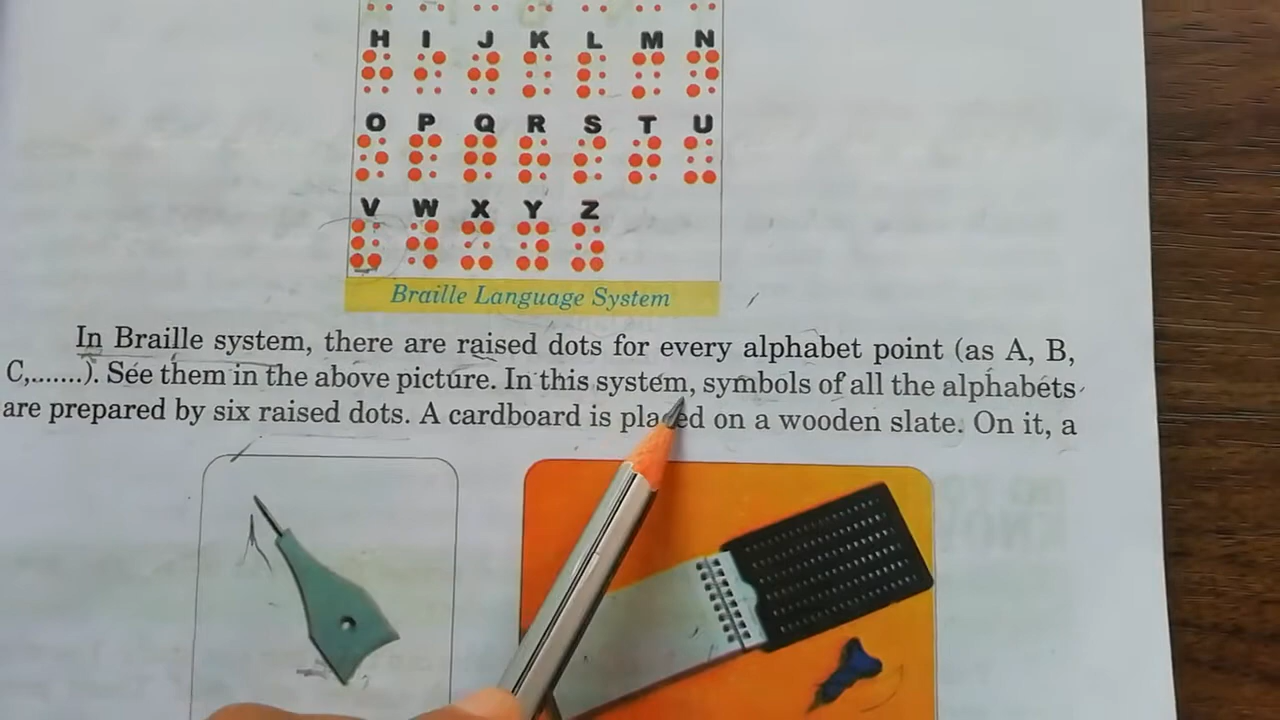 H I J K L M N
O P Q R S T U
V W X Y Z
Braille Language System
In Braille system, there are raised dots for every alphabet point (as A, B,
C,.......). See them in the above picture. In this system, symbols of all the alphabets
are prepared by six raised dots. A cardboard is placed on a wooden slate. On it, a